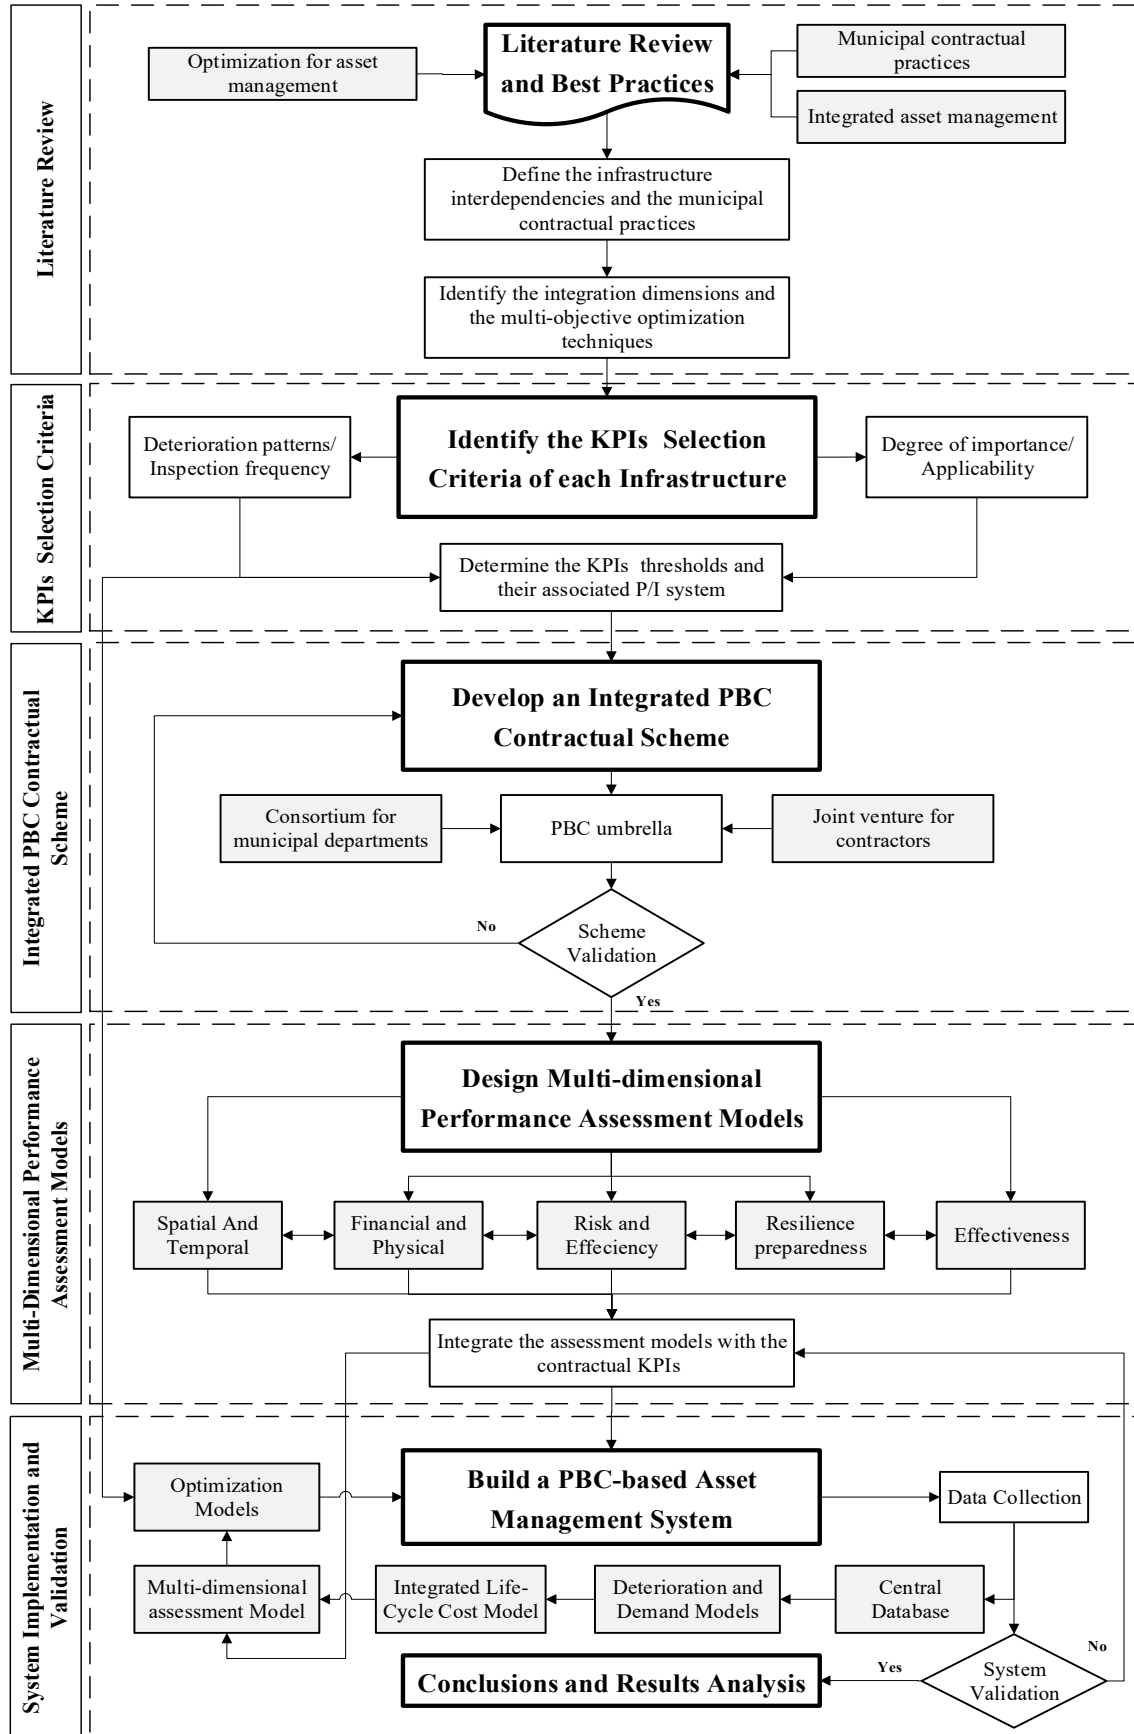 Literature Review
Optimization for asset
management
Literature Review
and Best Practices
Municipal contractual
practices
Integrated asset management
Define the infrastructure
interdependencies and the municipal
contractual practices
Identify the integration dimensions and
the multi-objective optimization
techniques
KPIs Selection Criteria
Deterioration patterns/
Inspection frequency
Identify the KPIs Selection
Criteria of each Infrastructure
Degree of importance/
Applicability
Determine the KPIs thresholds and
their associated P/I system
Integrated PBC Contractual
Scheme
Develop an Integrated PBC
Contractual Scheme
Consortium for
municipal departments
PBC umbrella
Joint venture for
contractors
No
Scheme
Validation
Yes
Multi-Dimensional Performance
Assessment Models
Design Multi-dimensional
Performance Assessment Models
Spatial And
Temporal
Financial and
Physical
Risk and
Effeciency
Resilience
preparedness
Effectiveness
Integrate the assessment models with the
contractual KPIs
System Implementation and
Validation
Optimization
Models
Build a PBC-based Asset
Management System
Data Collection
Multi-dimensional
assessment Model
Integrated Life-
Cycle Cost Model
Deterioration and
Demand Models
Central
Database
Conclusions and Results Analysis
Yes
System
Validation
No